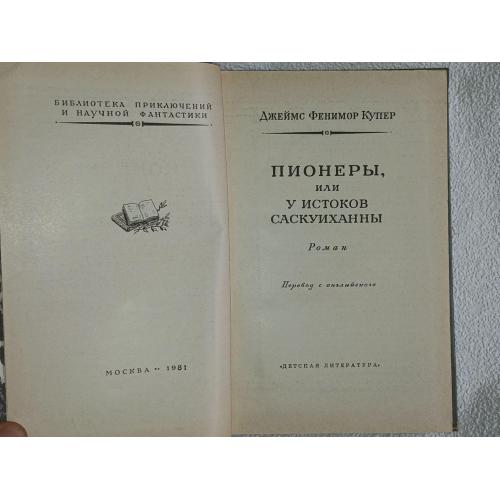 БИБЛИОТЕКА ПРИКЛЮЧЕНИЙ
И НАУЧНОЙ ФАНТАСТИКИ
МОСКВА 1981
ДЖЕЙМС ФЕНИМОР КУПЕР
ПИОНЕРЫ,
ИЛИ
У ИСТОКОВ
САСКУИХАННЫ
Роман
Перевод с английского
«ДЕТСКАЯ ЛИТЕРАТУРА»